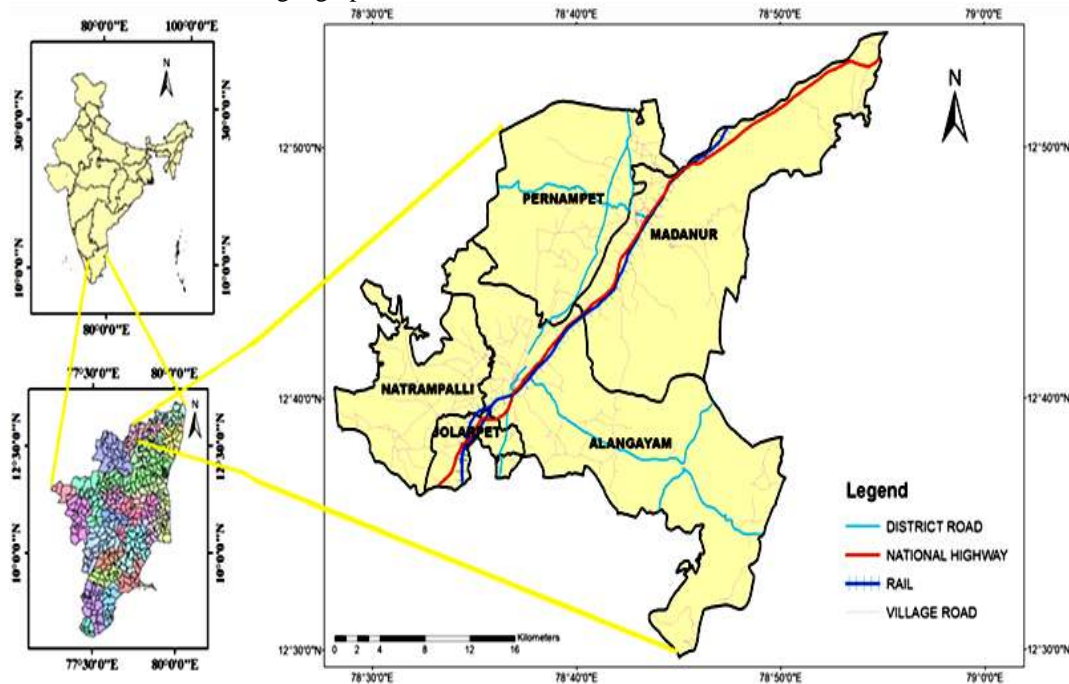 80°0'0"E 100°0'0"E
N
30°0'0"N 30°0'0"N
10°0'0"N 10°0'0"N
80°0'0"E
77°30'0"E 80°0'0"E
N
12°30'0"N 12°30'0"N
10°0'0"N 10°0'0"N
77°30'0"E 80°0'0"E
78°30'0"E 78°40'0"E 78°50'0"E 79°0'0"E
N
12°50'0"N 12°50'0"N
PERNAMPET
MADANUR
NATRAMPALLI
12°40'0"N 12°40'0"N
JOLARPET
ALANGAYAM
Legend
DISTRICT ROAD
NATIONAL HIGHWAY
RAIL
VILLAGE ROAD
Kilometers
0 2 4 8 12 16
12°30'0"N 12°30'0"N
78°30'0"E 78°40'0"E 78°50'0"E 79°0'0"E